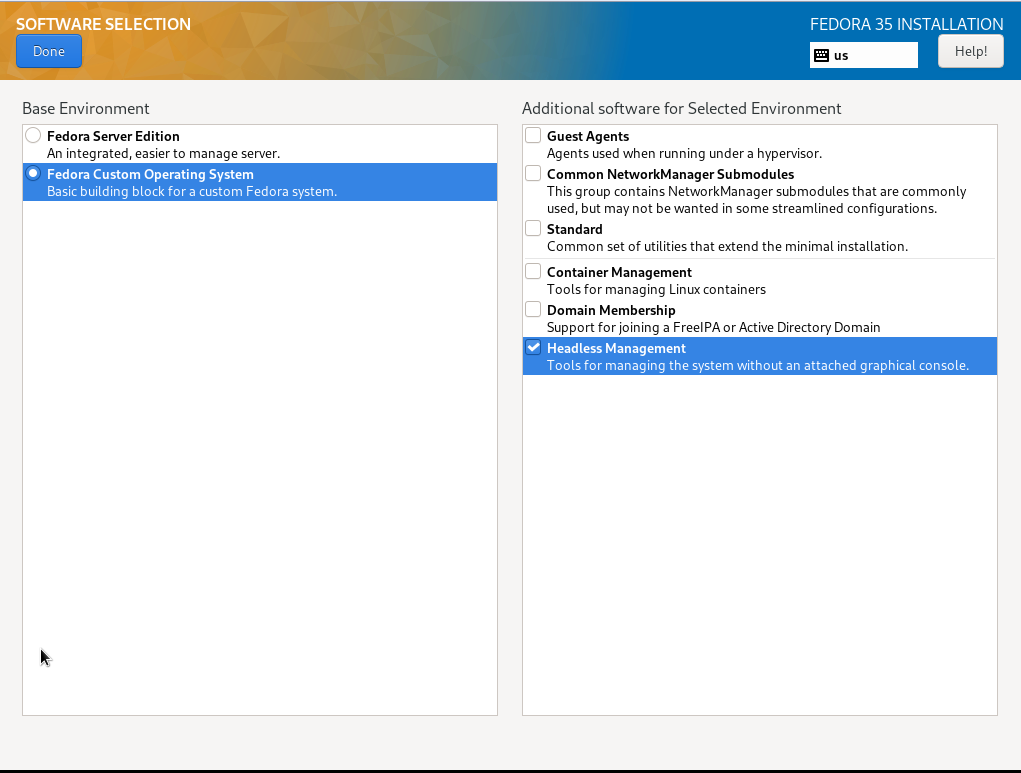 SOFTWARE SELECTION
FEDORA 35 INSTALLATION
Done
us
Help!
Base Environment
Fedora Server Edition
An integrated, easier to manage server.
Fedora Custom Operating System
Basic building block for a custom Fedora system.
Additional software for Selected Environment
Guest Agents
Agents used when running under a hypervisor.
Common NetworkManager Submodules
This group contains NetworkManager submodules that are commonly
used, but may not be wanted in some streamlined configurations.
Standard
Common set of utilities that extend the minimal installation.
Container Management
Tools for managing Linux containers
Domain Membership
Support for joining a FreeIPA or Active Directory Domain
Headless Management
Tools for managing the system without an attached graphical console.